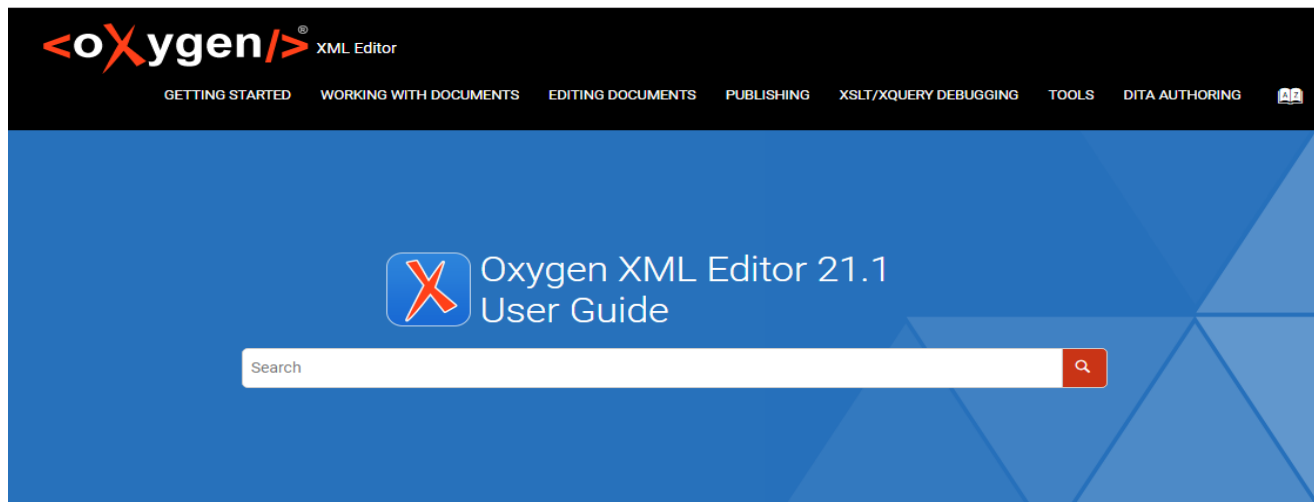 <oXygen/>® XML Editor
GETTING STARTED WORKING WITH DOCUMENTS EDITING DOCUMENTS PUBLISHING XSLT/XQUERY DEBUGGING TOOLS DITA AUTHORING A Z
X Oxygen XML Editor 21.1
User Guide
Search